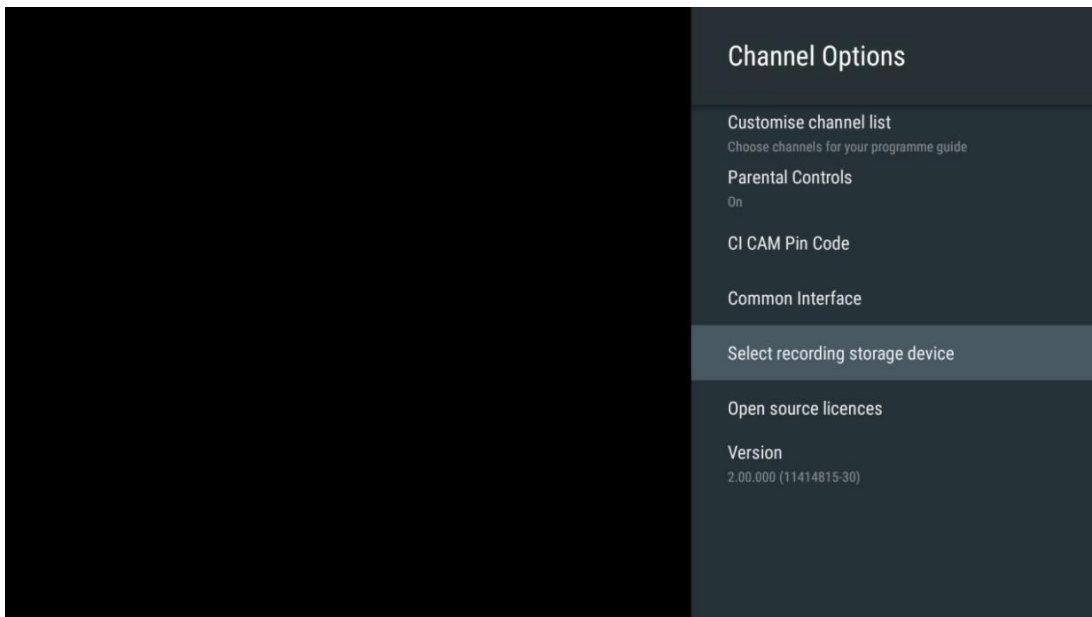 Channel Options
Customise channel list
Choose channels for your programme guide
Parental Controls
On
CI CAM Pin Code
Common Interface
Select recording storage device
Open source licences
Version
2.00.000 (11414815-30)